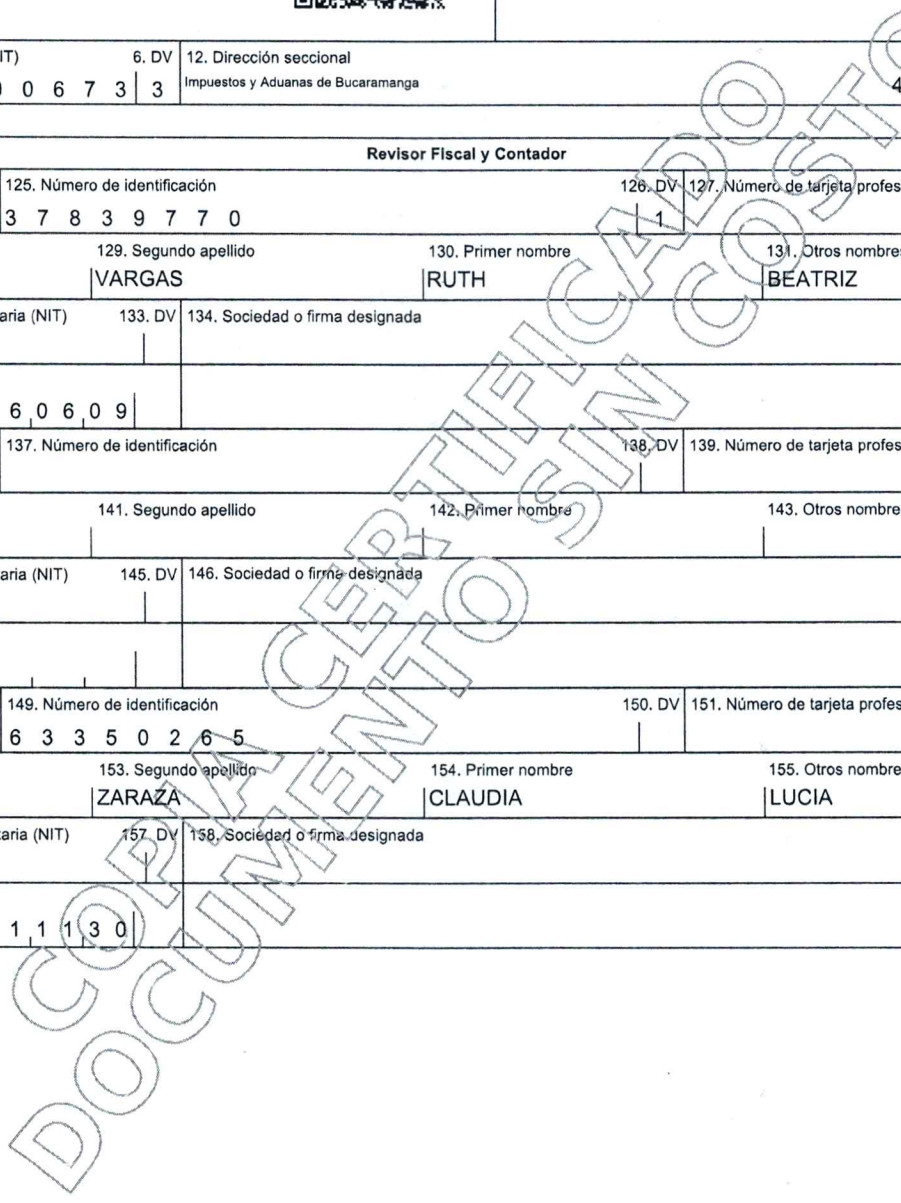 IT) 6. DV 12. Dirección seccional
0 6 7 3 3 Impuestos y Aduanas de Bucaramanga 4
Revisor Fiscal y Contador
125. Número de identificación 126. DV 127. Número de tarjeta profes
3 7 8 3 9 7 7 0 1
129. Segundo apellido 130. Primer nombre 131. Otros nombres
VARGAS RUTH BEATRIZ
aria (NIT) 133. DV 134. Sociedad o firma designada
6 0 6 0 9
137. Número de identificación 138. DV 139. Número de tarjeta profes
141. Segundo apellido 142. Primer nombre 143. Otros nombre
aria (NIT) 145. DV 146. Sociedad o firma designada
149. Número de identificación 150. DV 151. Número de tarjeta profes
6 3 3 5 0 2 6 5
153. Segundo apellido 154. Primer nombre 155. Otros nombre
ZARAZA CLAUDIA LUCIA
taria (NIT) 157. DV 158. Sociedad o firma designada
1 1 1 3 0
COPIA CERTIFICADO
DOCUMENTO SIN COSTO